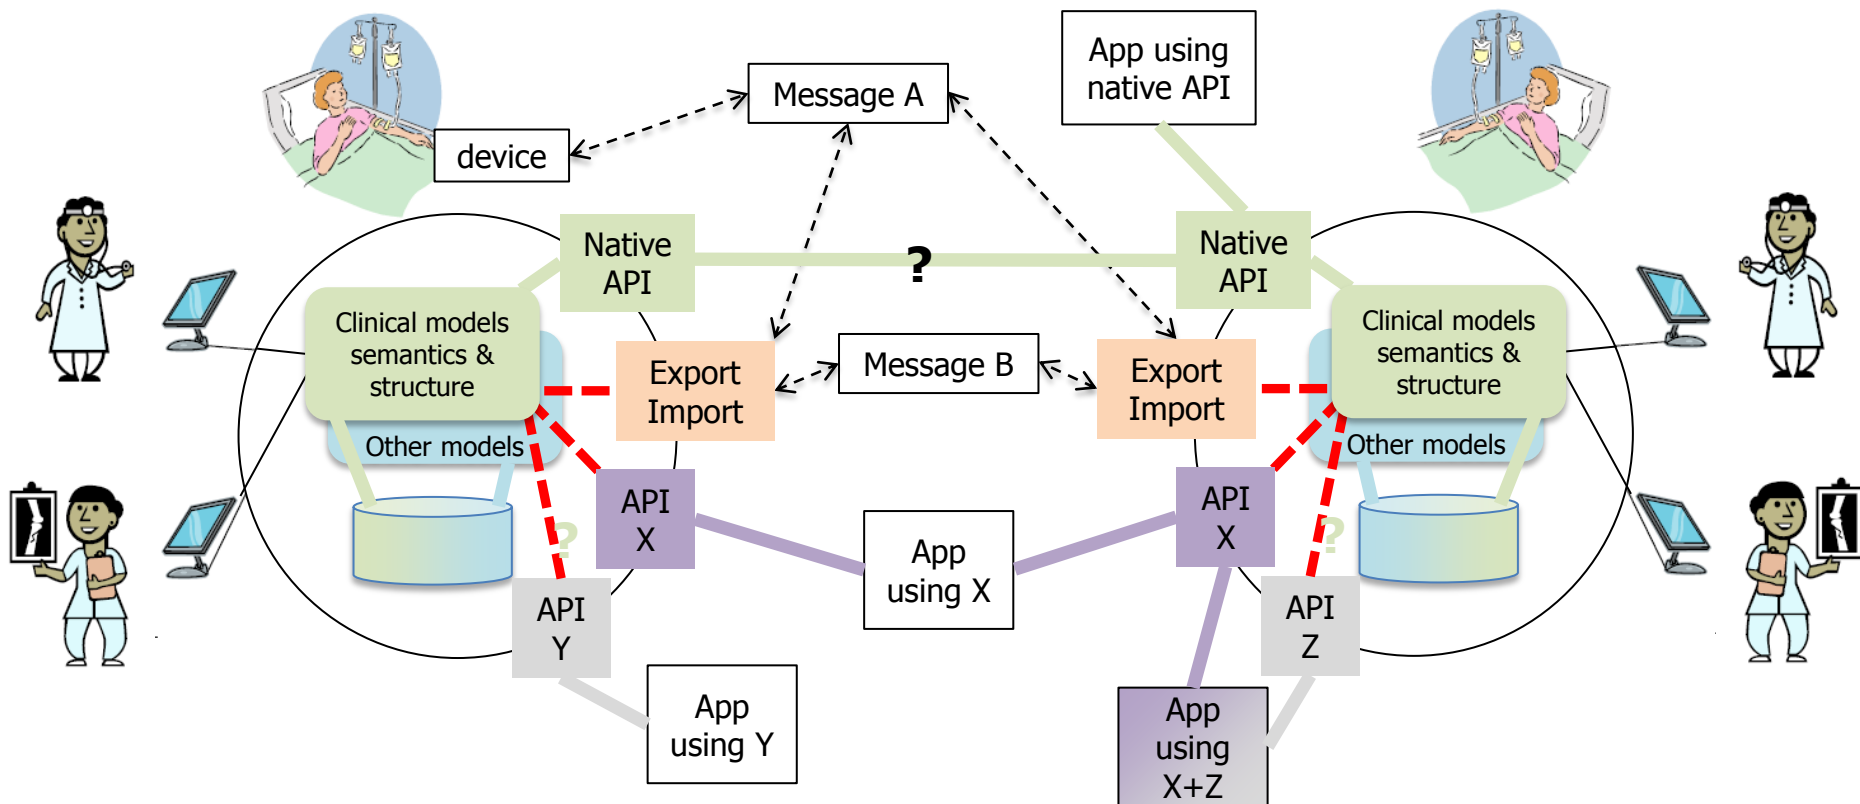 App using
native API
Message A
device
Native
API
?
Native
API
Clinical models
semantics &
structure
Other models
Export
Import
Message B
Export
Import
Clinical models
semantics &
structure
Other models
API
X
?
API
Y
App
using X
API
X
?
API
Z
App
using Y
App
using
X+Z